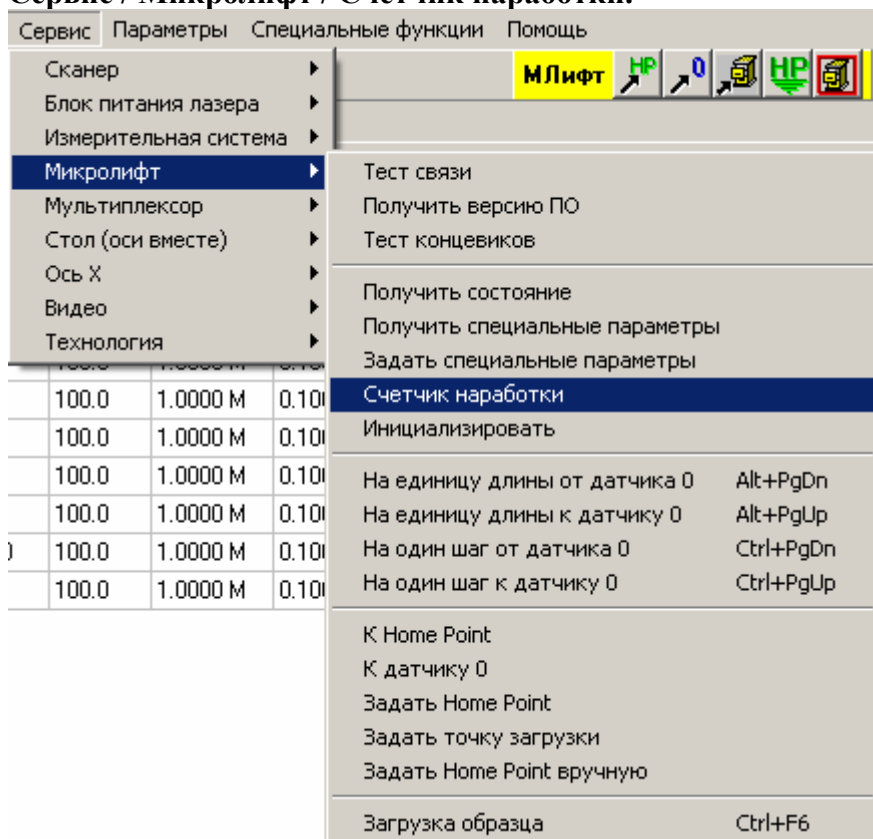 Сервис / Микролифт / Счетчик наработки.
Сервис Параметры Специальные функции Помощь
МЛифт HP 0 HP
Сканер
Блок питания лазера
Измерительная система
Микролифт
Мультиплексор
Стол (оси вместе)
Ось X
Видео
Технология
Тест связи
Получить версию ПО
Тест концевиков
Получить состояние
Получить специальные параметры
Задать специальные параметры
Счетчик наработки
Инициализировать
На единицу длины от датчика 0 Alt+PgDn
На единицу длины к датчику 0 Alt+PgUp
На один шаг от датчика 0 Ctrl+PgDn
На один шаг к датчику 0 Ctrl+PgUp
К Home Point
К датчику 0
Задать Home Point
Задать точку загрузки
Задать Home Point вручную
Загрузка образца Ctrl+F6
100.0 1.0000 M
100.0 1.0000 M
100.0 1.0000 M
100.0 1.0000 M
100.0 1.0000 M
100.0 1.0000 M